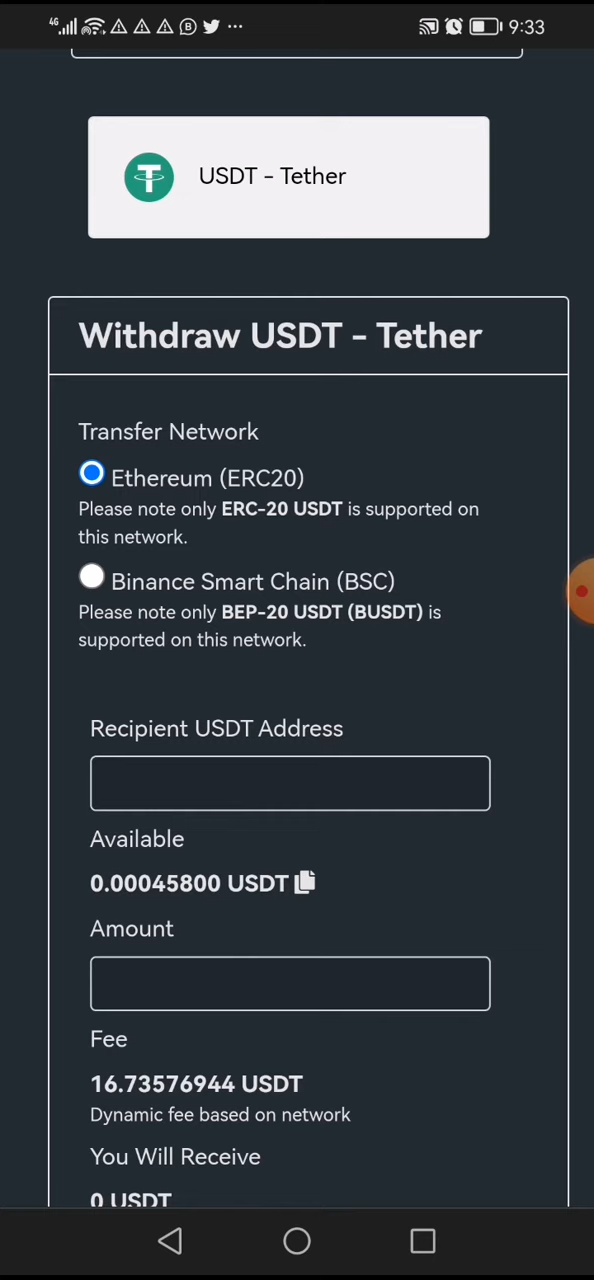 4G
B
9:33
USDT - Tether
Withdraw USDT - Tether
Transfer Network
Ethereum (ERC20)
Please note only ERC-20 USDT is supported on
this network.
Binance Smart Chain (BSC)
Please note only BEP-20 USDT (BUSDT) is
supported on this network.
Recipient USDT Address
Available
0.00045800 USDT
Amount
Fee
16.73576944 USDT
Dynamic fee based on network
You Will Receive
0 USDT